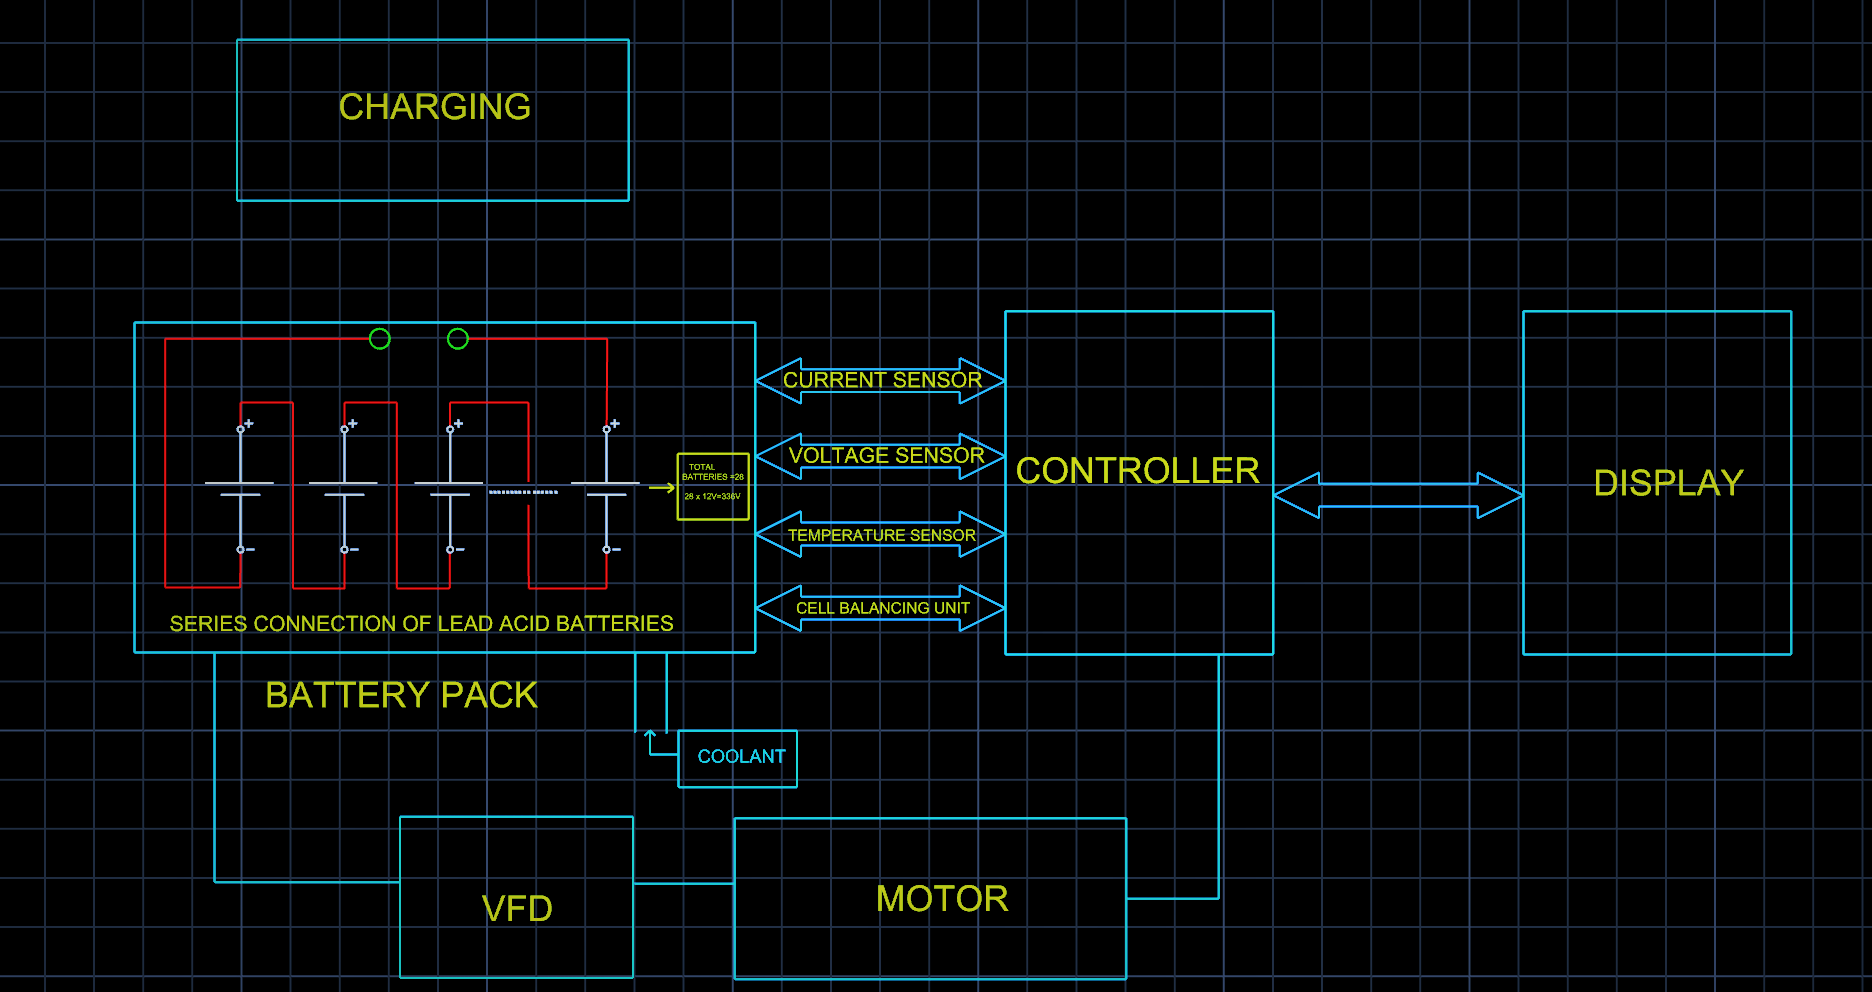 CHARGING
+
+
+
+
-
-
-
-
TOTAL
BATTERIES =28
28 x 12V=336V
SERIES CONNECTION OF LEAD ACID BATTERIES
BATTERY PACK
CURRENT SENSOR
VOLTAGE SENSOR
TEMPERATURE SENSOR
CELL BALANCING UNIT
CONTROLLER
DISPLAY
COOLANT
VFD
MOTOR